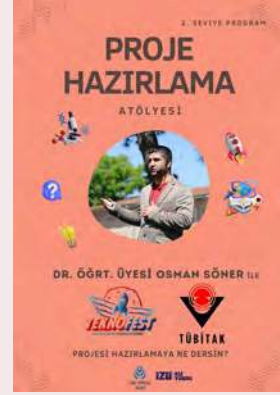 2. SEVİYE PROGRAM
PROJE
HAZIRLAMA
ATÖLYESİ
DR. ÖĞRT. ÜYESİ OSMAN SÖNER İLE
TEKNOFEST
TÜBİTAK
PROJESİ HAZIRLAMAYA NE DERSİN?